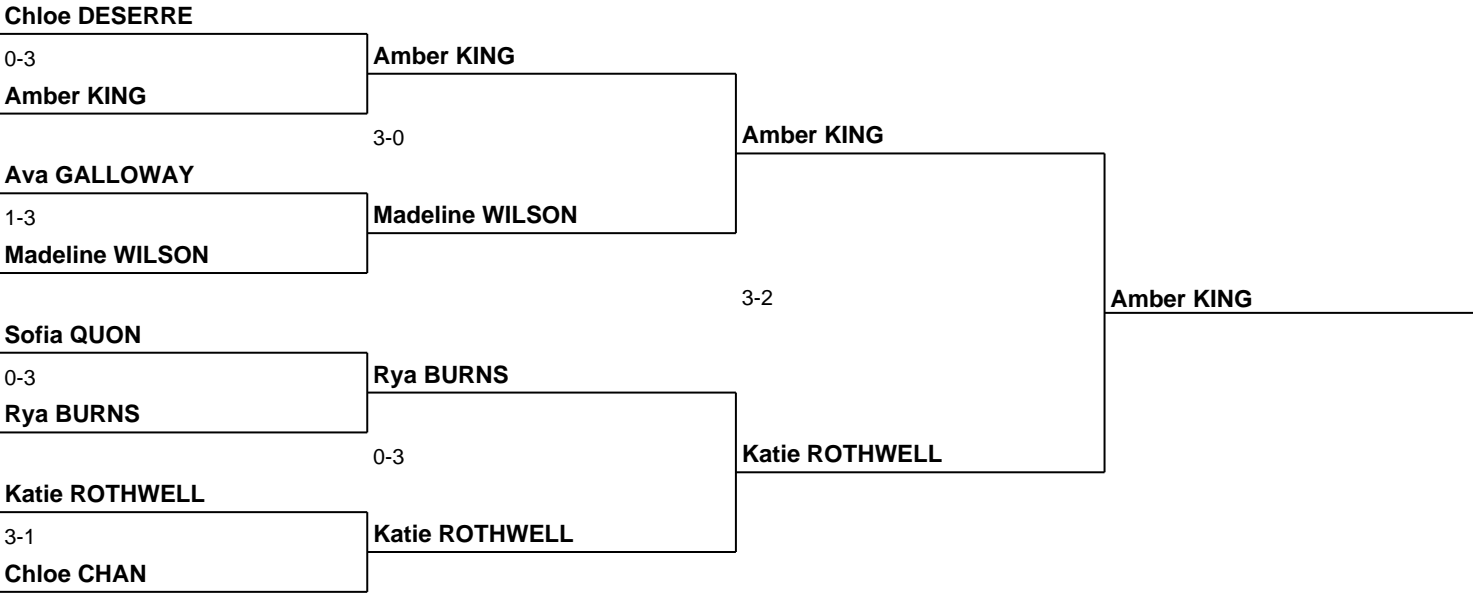 Chloe DESERRE
0-3
Amber KING
Amber KING
3-0
Amber KING
Ava GALLOWAY
1-3
Madeline WILSON
Madeline WILSON
3-2
Amber KING
Sofia QUON
0-3
Rya BURNS
Rya BURNS
0-3
Katie ROTHWELL
Katie ROTHWELL
3-1
Katie ROTHWELL
Chloe CHAN